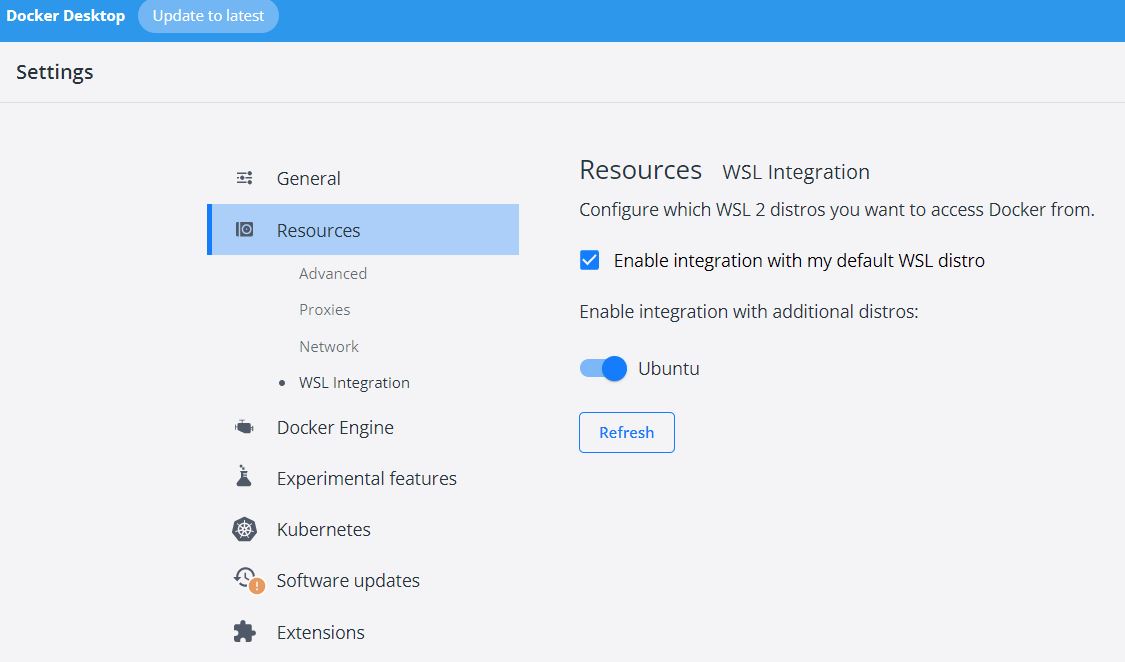 Docker Desktop Update to latest
Settings
General
Resources
Advanced
Proxies
Network
WSL Integration
Docker Engine
Experimental features
Kubernetes
Software updates
Extensions
Resources WSL Integration
Configure which WSL 2 distros you want to access Docker from.
Enable integration with my default WSL distro
Enable integration with additional distros:
Ubuntu
Refresh